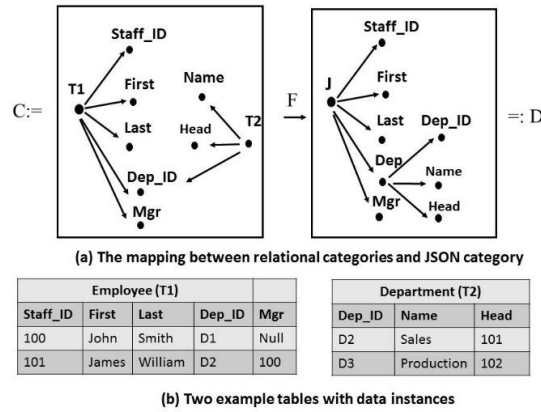 C:=
Staff_ID
T1
First
Last
Dep_ID
Mgr
Name
Head
T2
F
Staff_ID
J
First
Last
Dep
Mgr
Dep_ID
Name
Head
=: D
(a) The mapping between relational categories and JSON category
Employee (T1)
Staff_ID First Last Dep_ID Mgr
100 John Smith D1 Null
101 James William D2 100
Department (T2)
Dep_ID Name Head
D2 Sales 101
D3 Production 102
(b) Two example tables with data instances